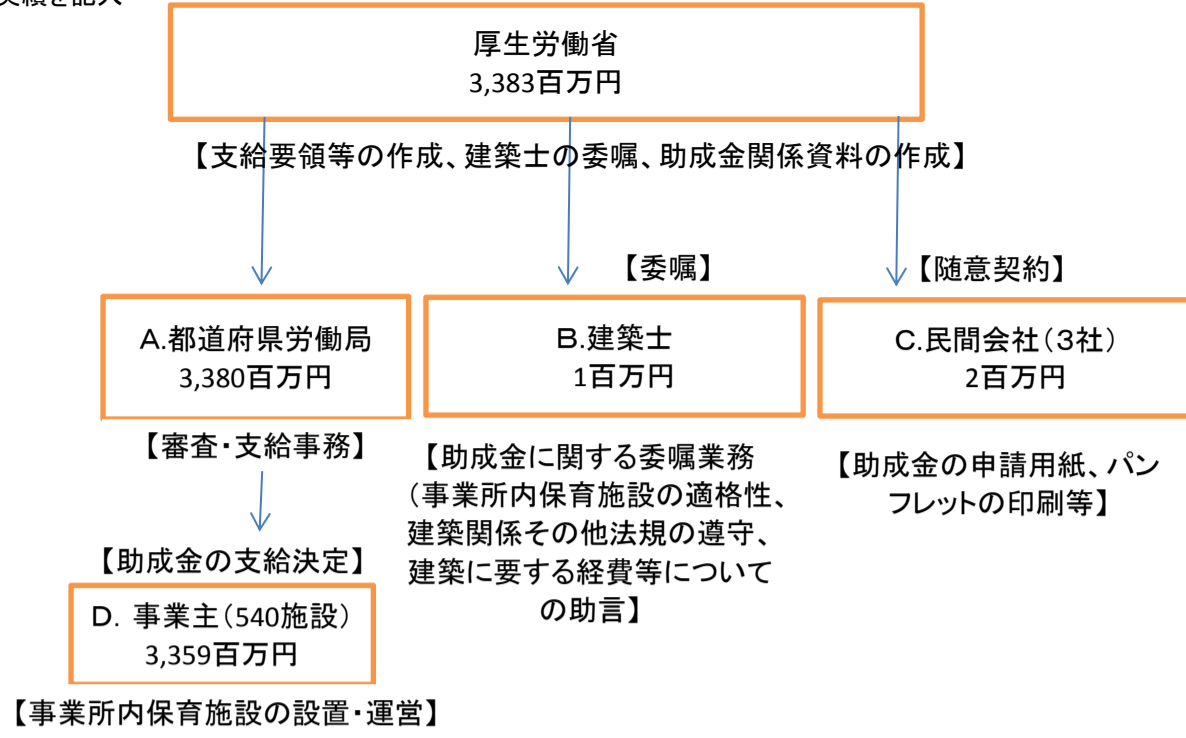 実績を記入
厚生労働省
3,383百万円
【支給要領等の作成、建築士の委嘱、助成金関係資料の作成】
【委嘱】
【随意契約】
A.都道府県労働局
3,380百万円
B.建築士
1百万円
C.民間会社(3社)
2百万円
【審査・支給事務】
【助成金に関する委嘱業務
(事業所内保育施設の適格性、
建築関係その他法規の遵守、
建築に要する経費等について
の助言】
【助成金の申請用紙、パン
フレットの印刷等】
【助成金の支給決定】
D. 事業主(540施設)
3,359百万円
【事業所内保育施設の設置・運営】